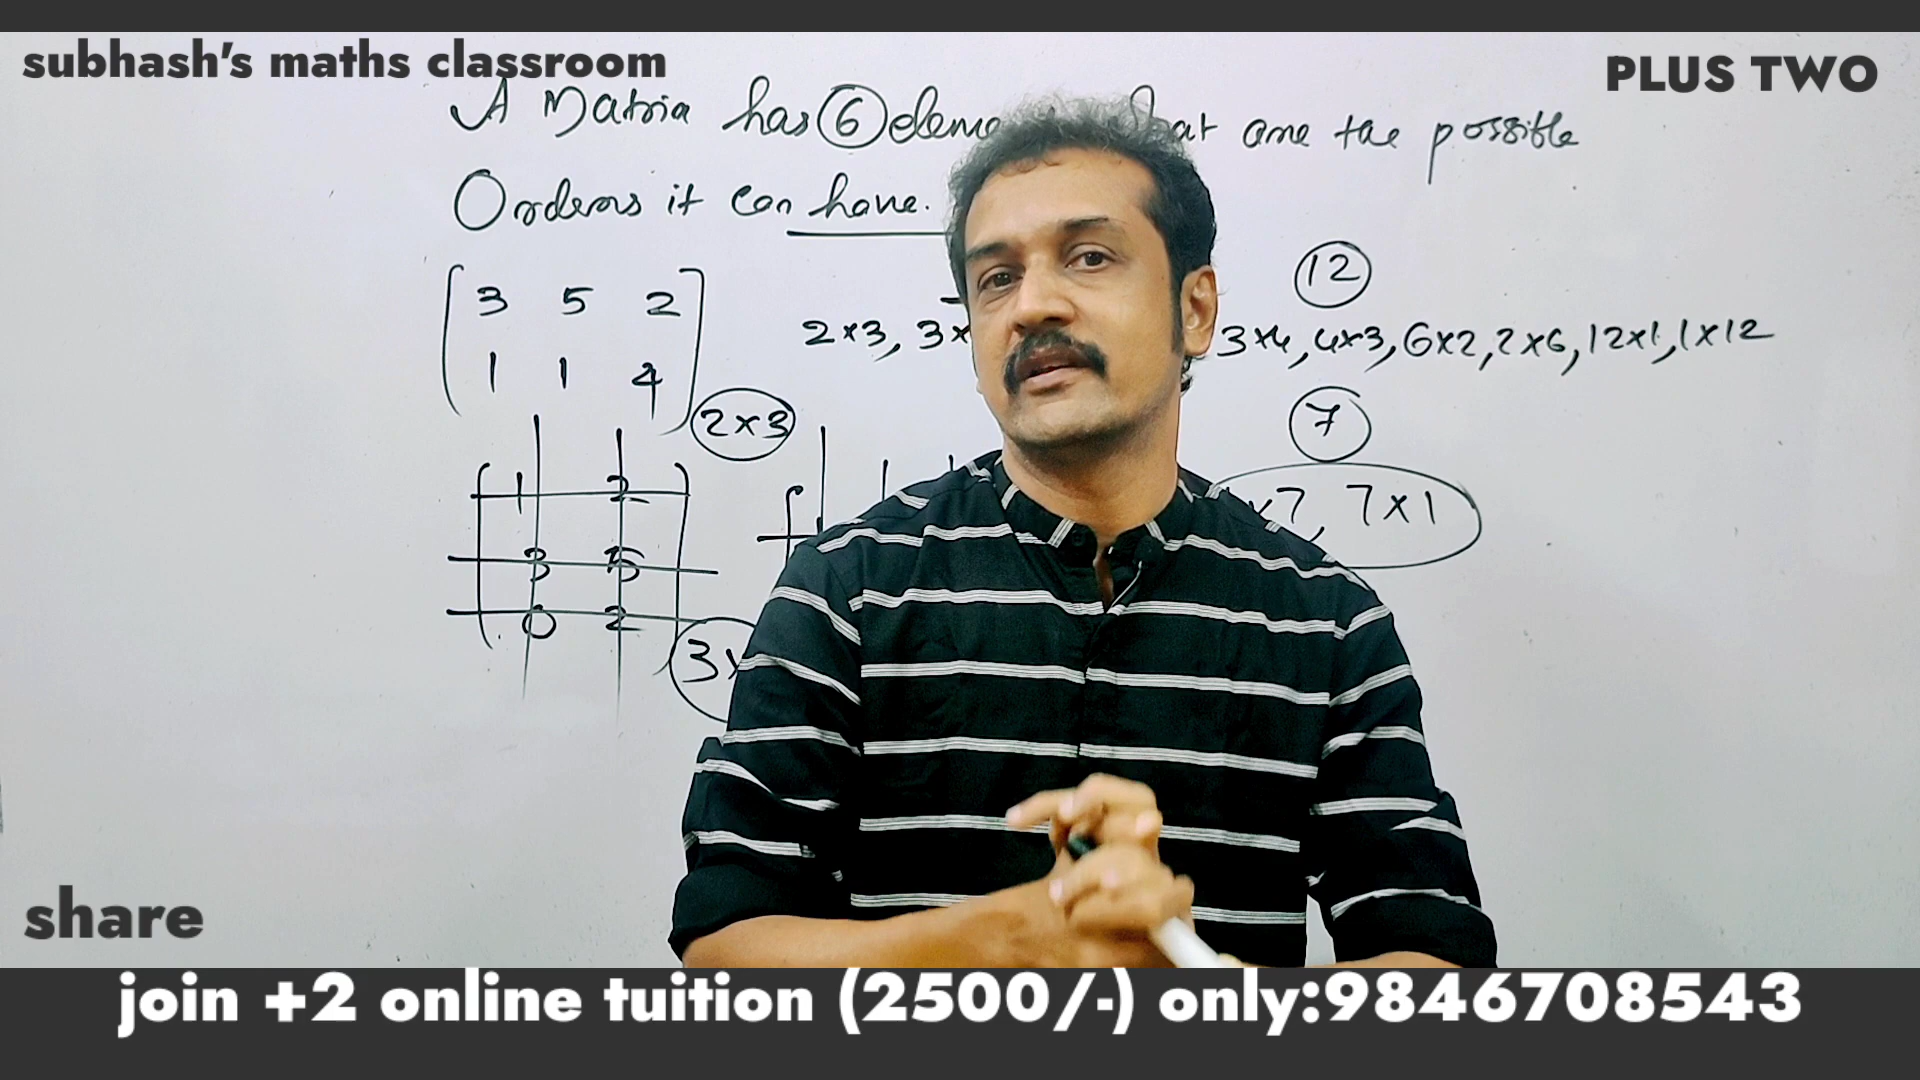 subhash's maths classroom
PLUS TWO
A Matrix has 6 are the possible
Orders it can have.
12
3 5 2
2×3,
3×4, 4×3, 6×2, 2×6, 12×1, 1×12
1 1 4
2×3
7
1 2
7×1
3 5
0 2
share
join +2 online tuition (2500/-) only:9846708543